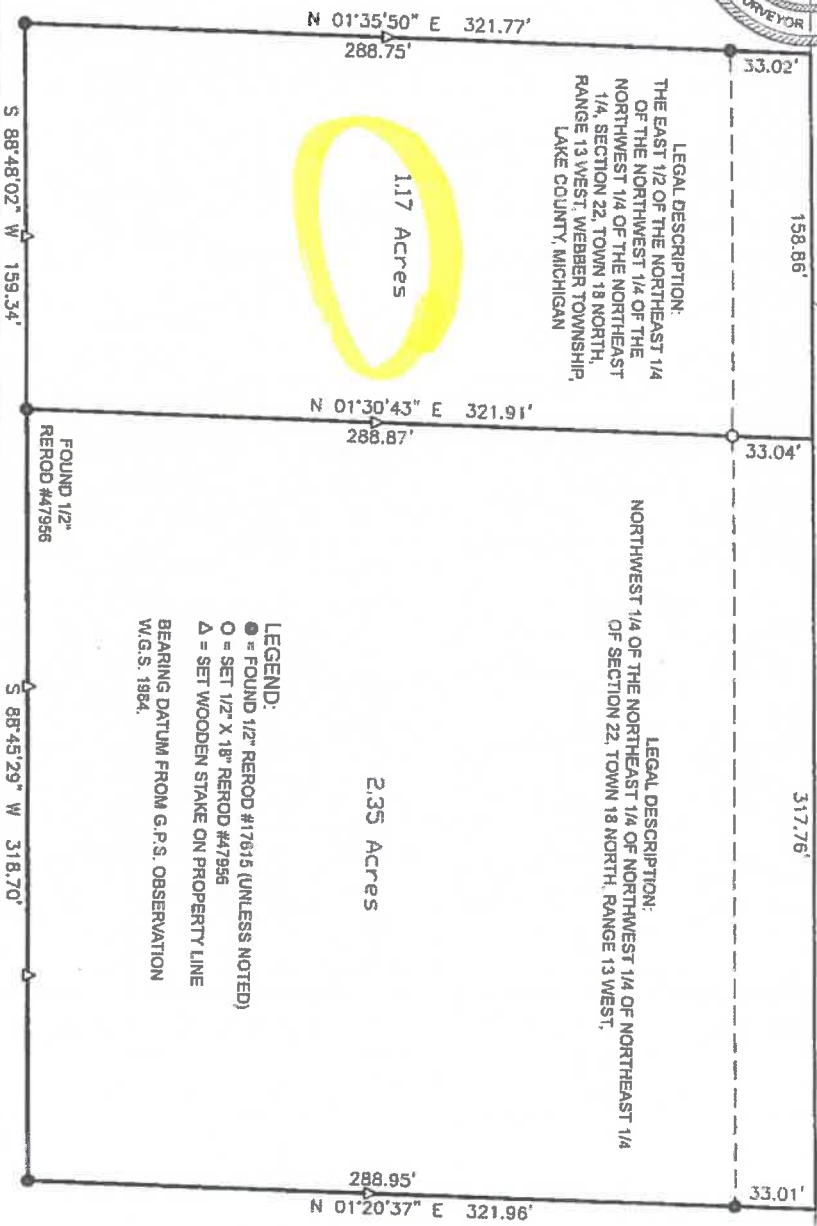 SURVEYOR
N 01°35'50" E 321.77'
288.75'
33.02'
158.86'
LEGAL DESCRIPTION:
THE EAST 1/2 OF THE NORTHEAST 1/4
OF THE NORTHWEST 1/4 OF THE
NORTHWEST 1/4 OF THE NORTHEAST
1/4, SECTION 22, TOWN 18 NORTH,
RANGE 13 WEST, WEBBER TOWNSHIP,
LAKE COUNTY, MICHIGAN
1.17 Acres
S 88°48'02" W 159.34'
N 01°30'43" E 321.91'
288.87'
33.04'
FOUND 1/2"
REROD #47956
317.76'
LEGAL DESCRIPTION:
NORTHWEST 1/4 OF THE NORTHEAST 1/4 OF NORTHWEST 1/4 OF NORTHEAST 1/4
OF SECTION 22, TOWN 18 NORTH, RANGE 13 WEST,
2.35 Acres
LEGEND:
● = FOUND 1/2" REROD #17615 (UNLESS NOTED)
O = SET 1/2" X 18" REROD #47956
Δ = SET WOODEN STAKE ON PROPERTY LINE
BEARING DATUM FROM G.P.S. OBSERVATION
W.G.S. 1984.
S 88°45'29" W 318.70'
288.95'
N 01°20'37" E 321.96'
33.01'